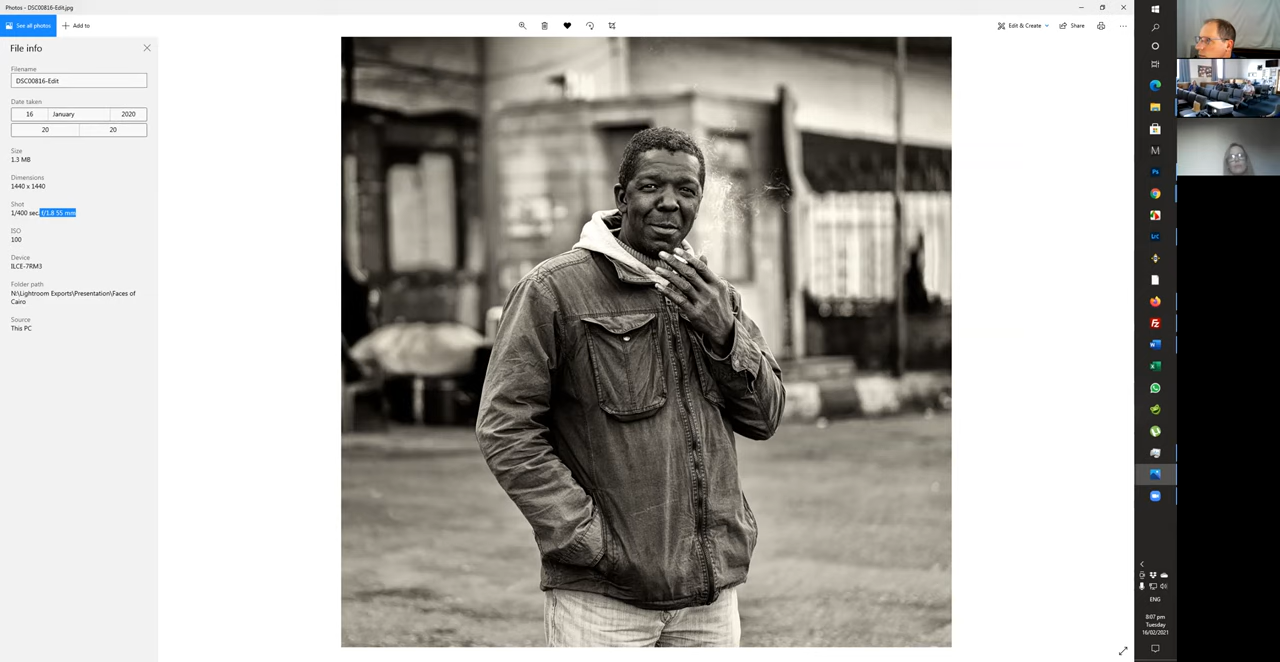 Photos - DSC00816-Edit.jpg
See all photos
Add to
Edit & Create
Share
File info
Filename
DSC00816-Edit
Date taken
16 January 2020
20 20
Size
1.3 MB
Dimensions
1440 x 1440
Shot
1/400 sec. f/1.8 55 mm
ISO
100
Device
ILCE-7RM3
Folder path
N:\Lightroom Exports\Presentation\Faces of
Cairo
Source
This PC
M
Ps
LrC
Fz
W
X
ENG
8:07 pm
Tuesday
16/02/2021